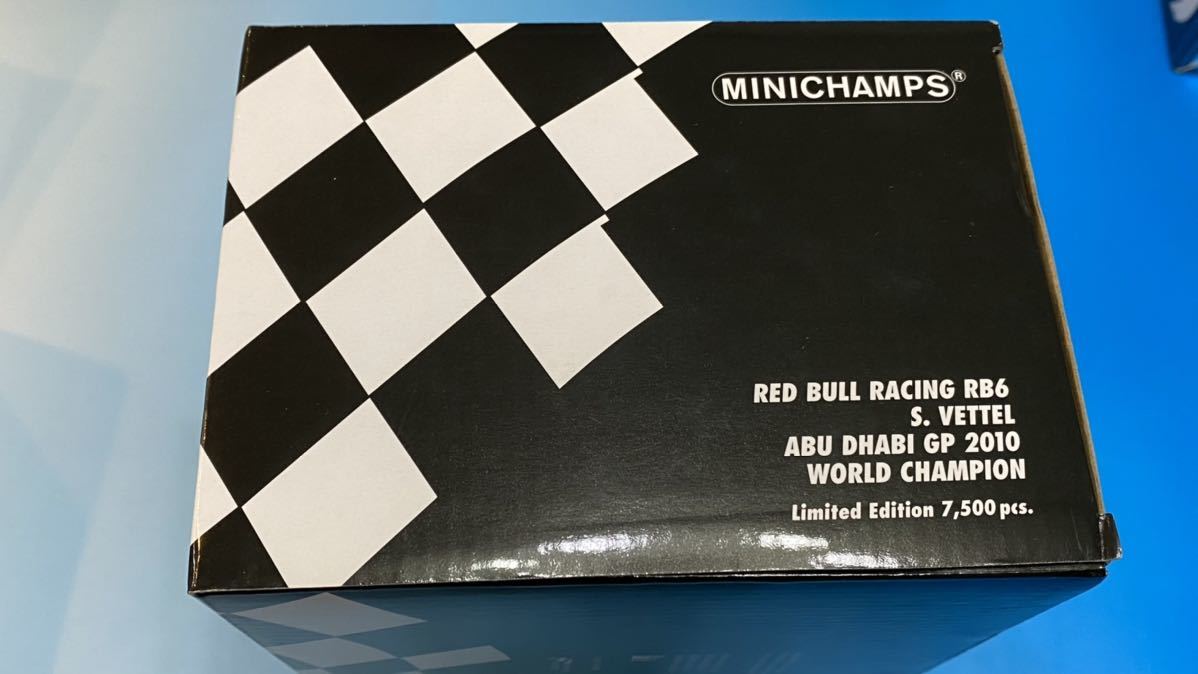 MINICHAMPS®
RED BULL RACING RB6
S. VETTEL
ABU DHABI GP 2010
WORLD CHAMPION
Limited Edition 7,500 pcs.